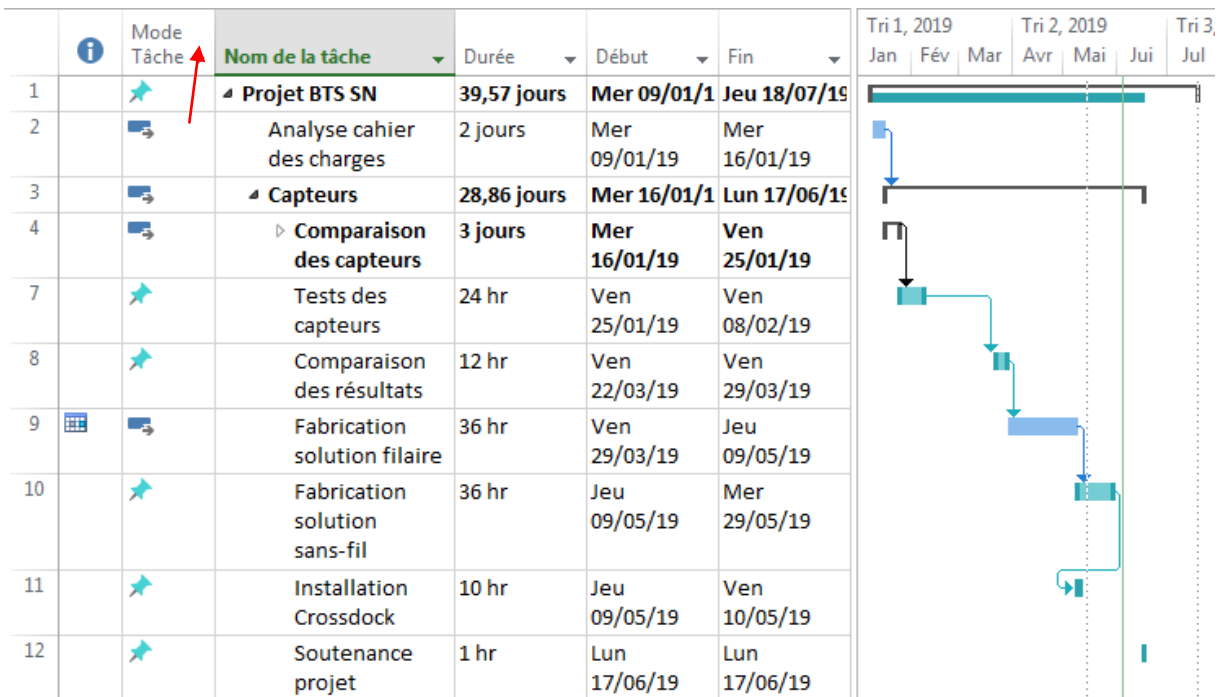 Mode Tâche Nom de la tâche Durée Début Fin Tri 1, 2019 Tri 2, 2019 Tri 3,
Jan Fév Mar Avr Mai Jui Jul
1 Projet BTS SN 39,57 jours Mer 09/01/1 Jeu 18/07/19
2 Analyse cahier 2 jours Mer Mer
des charges 09/01/19 16/01/19
3 Capteurs 28,86 jours Mer 16/01/1 Lun 17/06/19
4 Comparaison 3 jours Mer Ven
des capteurs 16/01/19 25/01/19
7 Tests des 24 hr Ven Ven
capteurs 25/01/19 08/02/19
8 Comparaison 12 hr Ven Ven
des résultats 22/03/19 29/03/19
9 Fabrication 36 hr Ven Jeu
solution filaire 29/03/19 09/05/19
10 Fabrication 36 hr Jeu Mer
solution 09/05/19 29/05/19
sans-fil
11 Installation 10 hr Jeu Ven
Crossdock 09/05/19 10/05/19
12 Soutenance 1 hr Lun Lun
projet 17/06/19 17/06/19